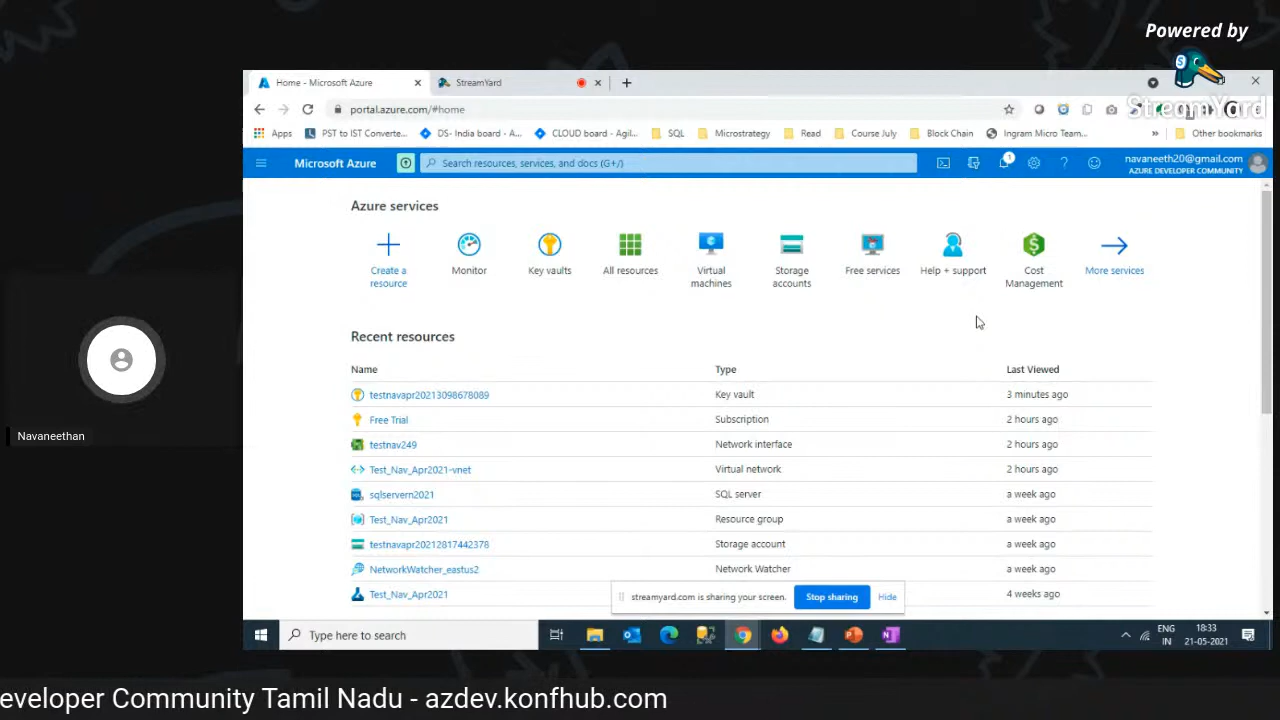 Powered by
StreamYard
Home - Microsoft Azure
StreamYard
portal.azure.com/#home
Apps
PST to IST Converte...
DS- India board - A...
CLOUD board - Agil...
SQL
Microstrategy
Read
Course July
Block Chain
Ingram Micro Team...
»
Other bookmarks
Microsoft Azure
Search resources, services, and docs (G+/)
1
navaneeth20@gmail.com
AZURE DEVELOPER COMMUNITY
Azure services
Create a resource
Monitor
Key vaults
All resources
Virtual machines
Storage accounts
Free services
Help + support
Cost Management
More services
Recent resources
Name Type Last Viewed
testnavapr20213098678089 Key vault 3 minutes ago
Free Trial Subscription 2 hours ago
testnav249 Network interface 2 hours ago
Test_Nav_Apr2021-vnet Virtual network 2 hours ago
sqlservern2021 SQL server a week ago
Test_Nav_Apr2021 Resource group a week ago
testnavapr20212817442378 Storage account a week ago
NetworkWatcher_eastus2 Network Watcher a week ago
Test_Nav_Apr2021 4 weeks ago
streamyard.com is sharing your screen.
Stop sharing
Hide
Type here to search
ENG
IN
18:33
21-05-2021
Navaneethan
eveloper Community Tamil Nadu - azdev.konfhub.com